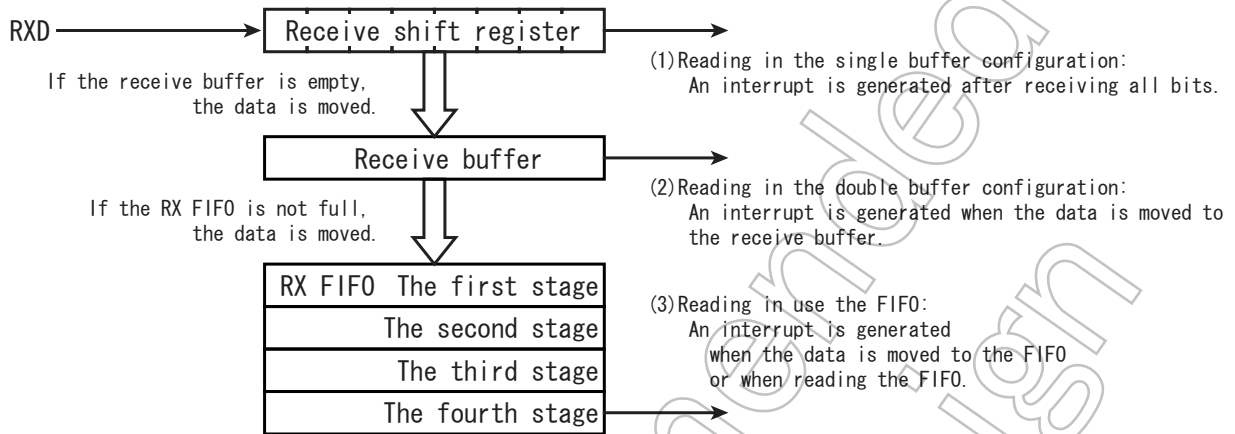 RXD
Receive shift register
(1)Reading in the single buffer configuration:
An interrupt is generated after receiving all bits.
If the receive buffer is empty,
the data is moved.
Receive buffer
(2)Reading in the double buffer configuration:
An interrupt is generated when the data is moved to
the receive buffer.
If the RX FIFO is not full,
the data is moved.
RX FIFO The first stage
The second stage
The third stage
The fourth stage
(3)Reading in use the FIFO:
An interrupt is generated
when the data is moved to the FIFO
or when reading the FIFO.